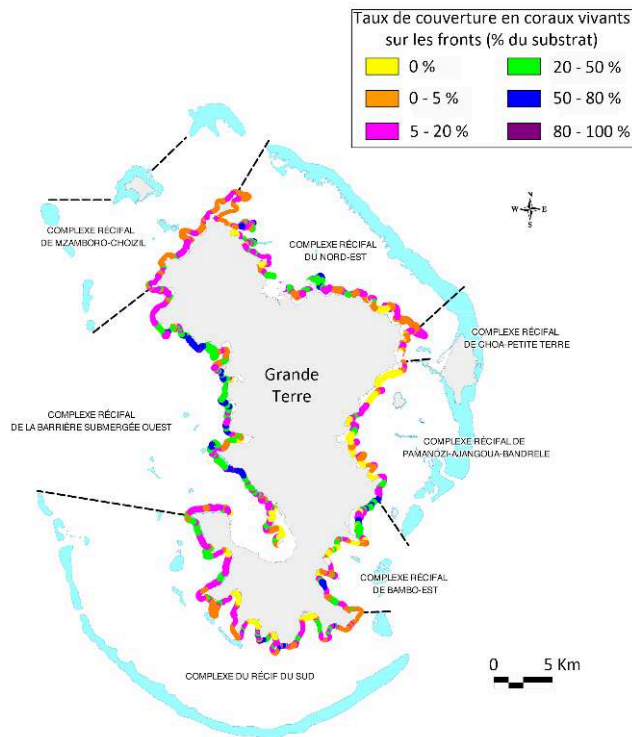 Taux de couverture en coraux vivants
sur les fronts (% du substrat)
0 %
20 - 50 %
0 - 5 %
50 - 80 %
5 - 20 %
80 - 100 %
N
W E
S
COMPLEXE RÉCIFAL
DE MZAMBORO-CHOIZIL
COMPLEXE RÉCIFAL
DU NORD-EST
COMPLEXE RÉCIFAL
DE CHOA-PETITE TERRE
Grande
Terre
COMPLEXE RÉCIFAL
DE LA BARRIÈRE SUBMERGÉE OUEST
COMPLEXE RÉCIFAL DE
PAMANOZI-AJANGOUA-BANDRELE
COMPLEXE RÉCIFAL
DE BAMBO-EST
COMPLEXE DU RÉCIF DU SUD
0 5 Km